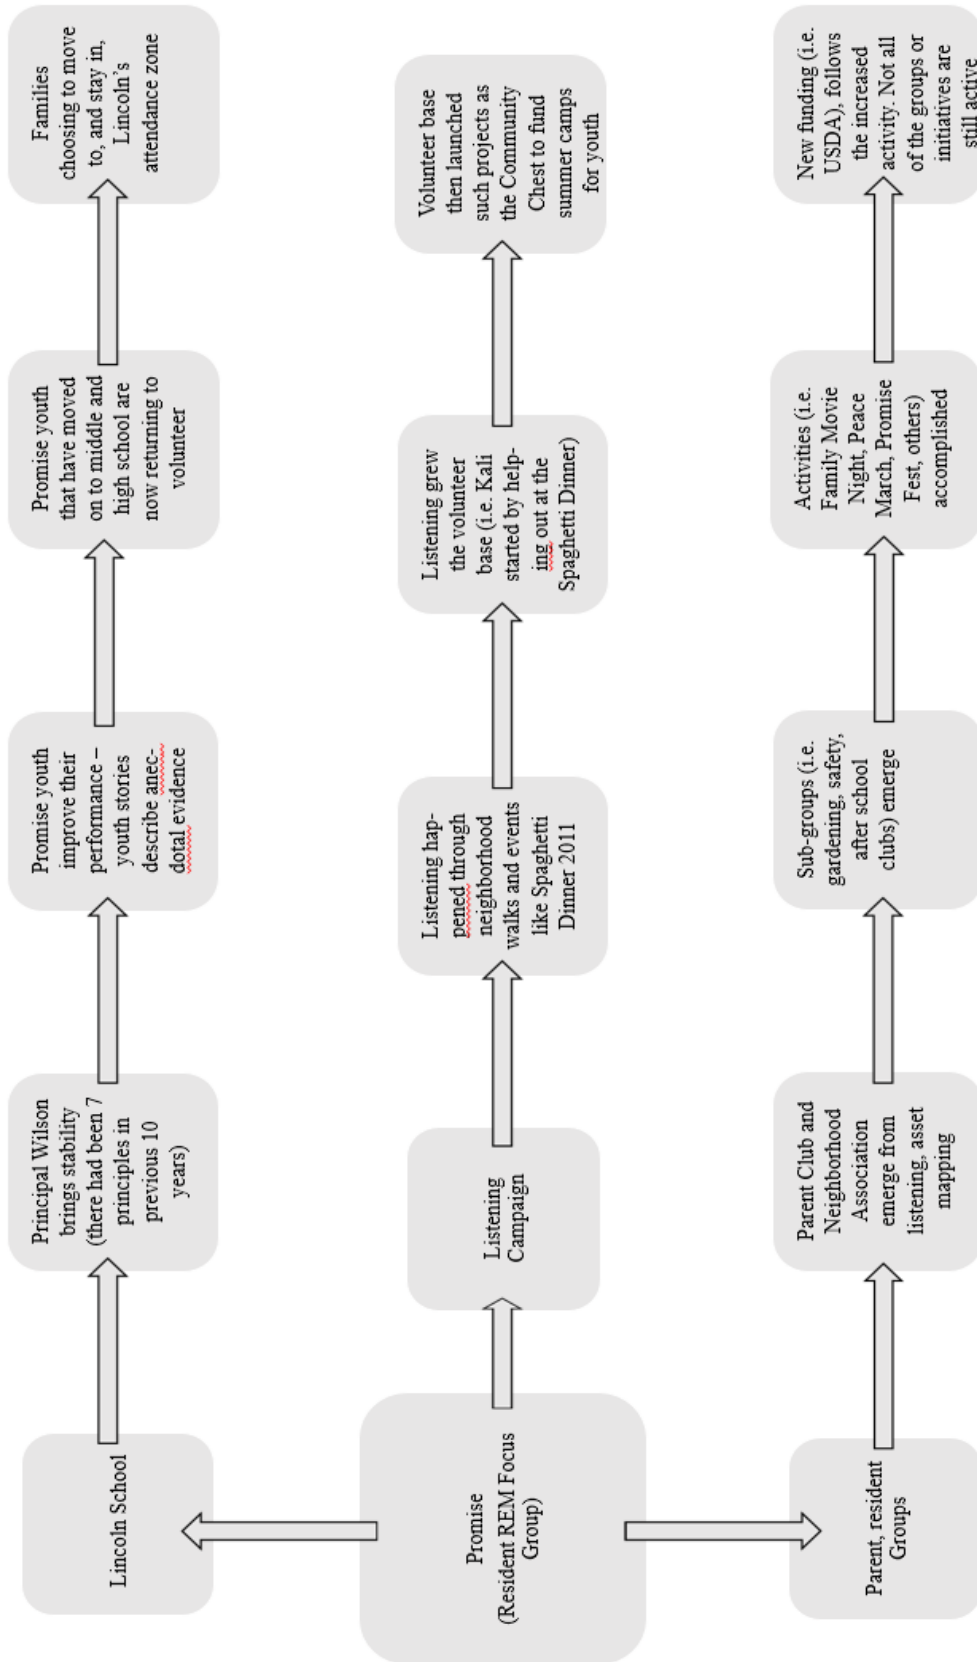 Lincoln School
Principal Wilson
brings stability
(there had been 7
principles in
previous 10
years)
Promise youth
improve their
performance –
youth stories
describe anec-
dotal evidence
Promise youth
that have moved
on to middle and
high school are
now returning to
volunteer
Families
choosing to move
to, and stay in,
Lincoln's
attendance zone
Promise
(Resident REM Focus
Group)
Listening
Campaign
Listening hap-
pened through
neighborhood
walks and events
like Spaghetti
Dinner 2011
Listening grew
the volunteer
base (i.e. Kali
started by help-
ing out at the
Spaghetti Dinner)
Volunteer base
then launched
such projects as
the Community
Chest to fund
summer camps
for youth
Parent, resident
Groups
Parent Club and
Neighborhood
Association
emerge from
listening, asset
mapping
Sub-groups (i.e.
gardening, safety,
after school
clubs) emerge
Activities (i.e.
Family Movie
Night, Peace
March, Promise
Fest, others)
accomplished
New funding (i.e.
USDA), follows
the increased
activity. Not all
of the groups or
initiatives are
still active